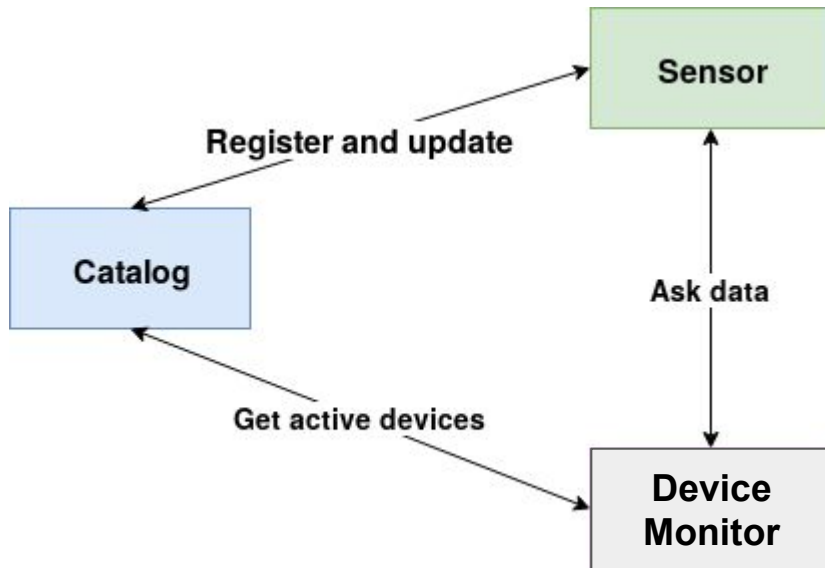 Sensor
Register and update
Catalog
Ask data
Get active devices
Device
Monitor